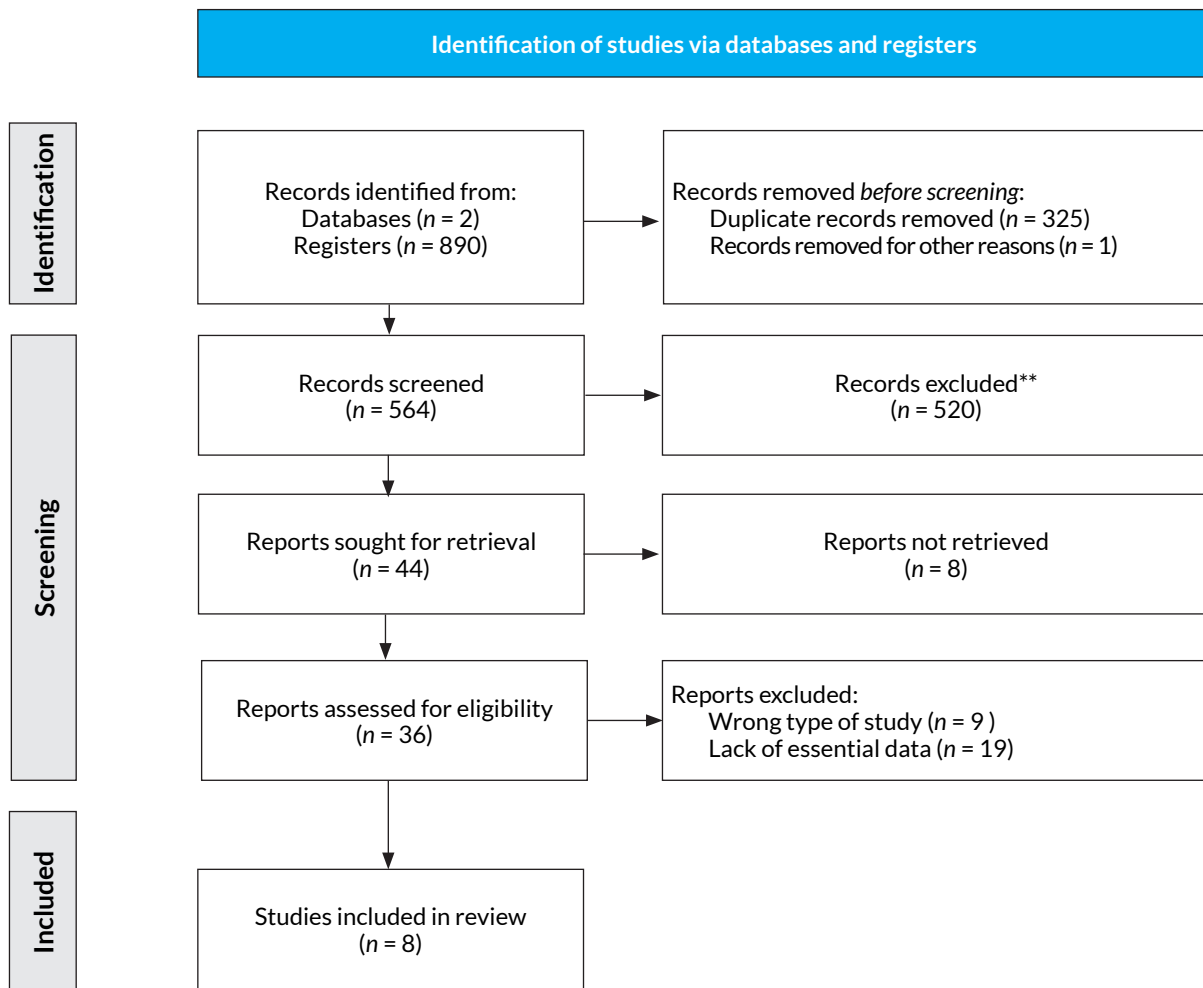 Identification of studies via databases and registers
Identification
Records identified from:
Databases (n = 2)
Registers (n = 890)
Records removed before screening:
Duplicate records removed (n = 325)
Records removed for other reasons (n = 1)
Screening
Records screened
(n = 564)
Records excluded**
(n = 520)
Reports sought for retrieval
(n = 44)
Reports not retrieved
(n = 8)
Reports assessed for eligibility
(n = 36)
Reports excluded:
Wrong type of study (n = 9 )
Lack of essential data (n = 19)
Included
Studies included in review
(n = 8)